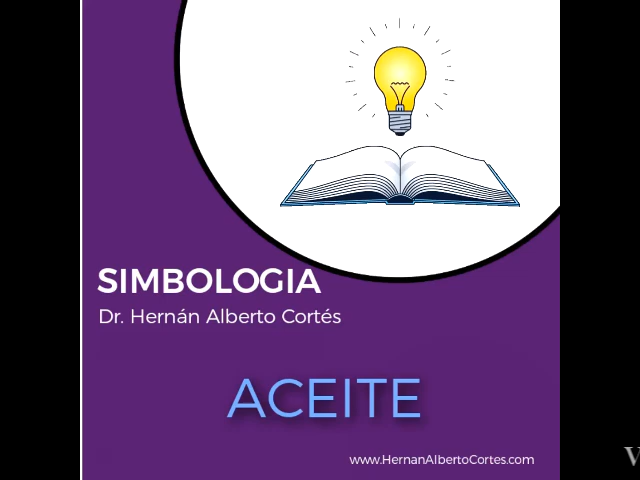 SIMBOLOGIA
Dr. Hernán Alberto Cortés
ACEITE
www.HernanAlbertoCortes.com